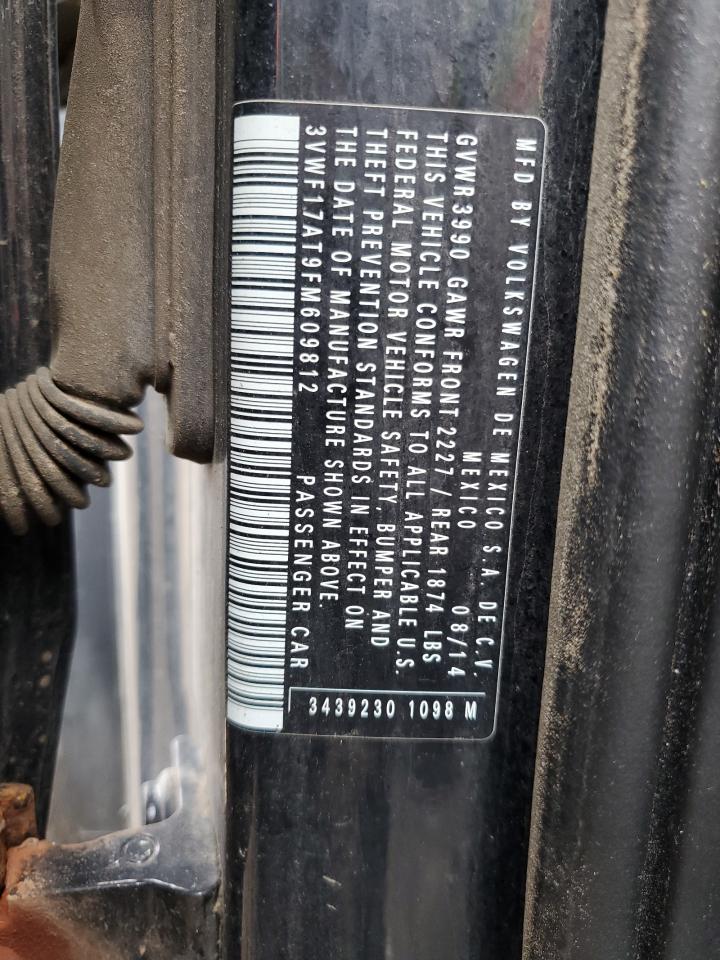 MFD BY VOLKSWAGEN DE MEXICO S.A. DE C.V.
MEXICO 08/14
GVWR 3990 GAWR FRONT 2227 / REAR 1874 LBS
THIS VEHICLE CONFORMS TO ALL APPLICABLE U.S.
FEDERAL MOTOR VEHICLE SAFETY, BUMPER AND
THEFT PREVENTION STANDARDS IN EFFECT ON
THE DATE OF MANUFACTURE SHOWN ABOVE.
3VWF17AT9FM609812 PASSENGER CAR
3439230 1098 M